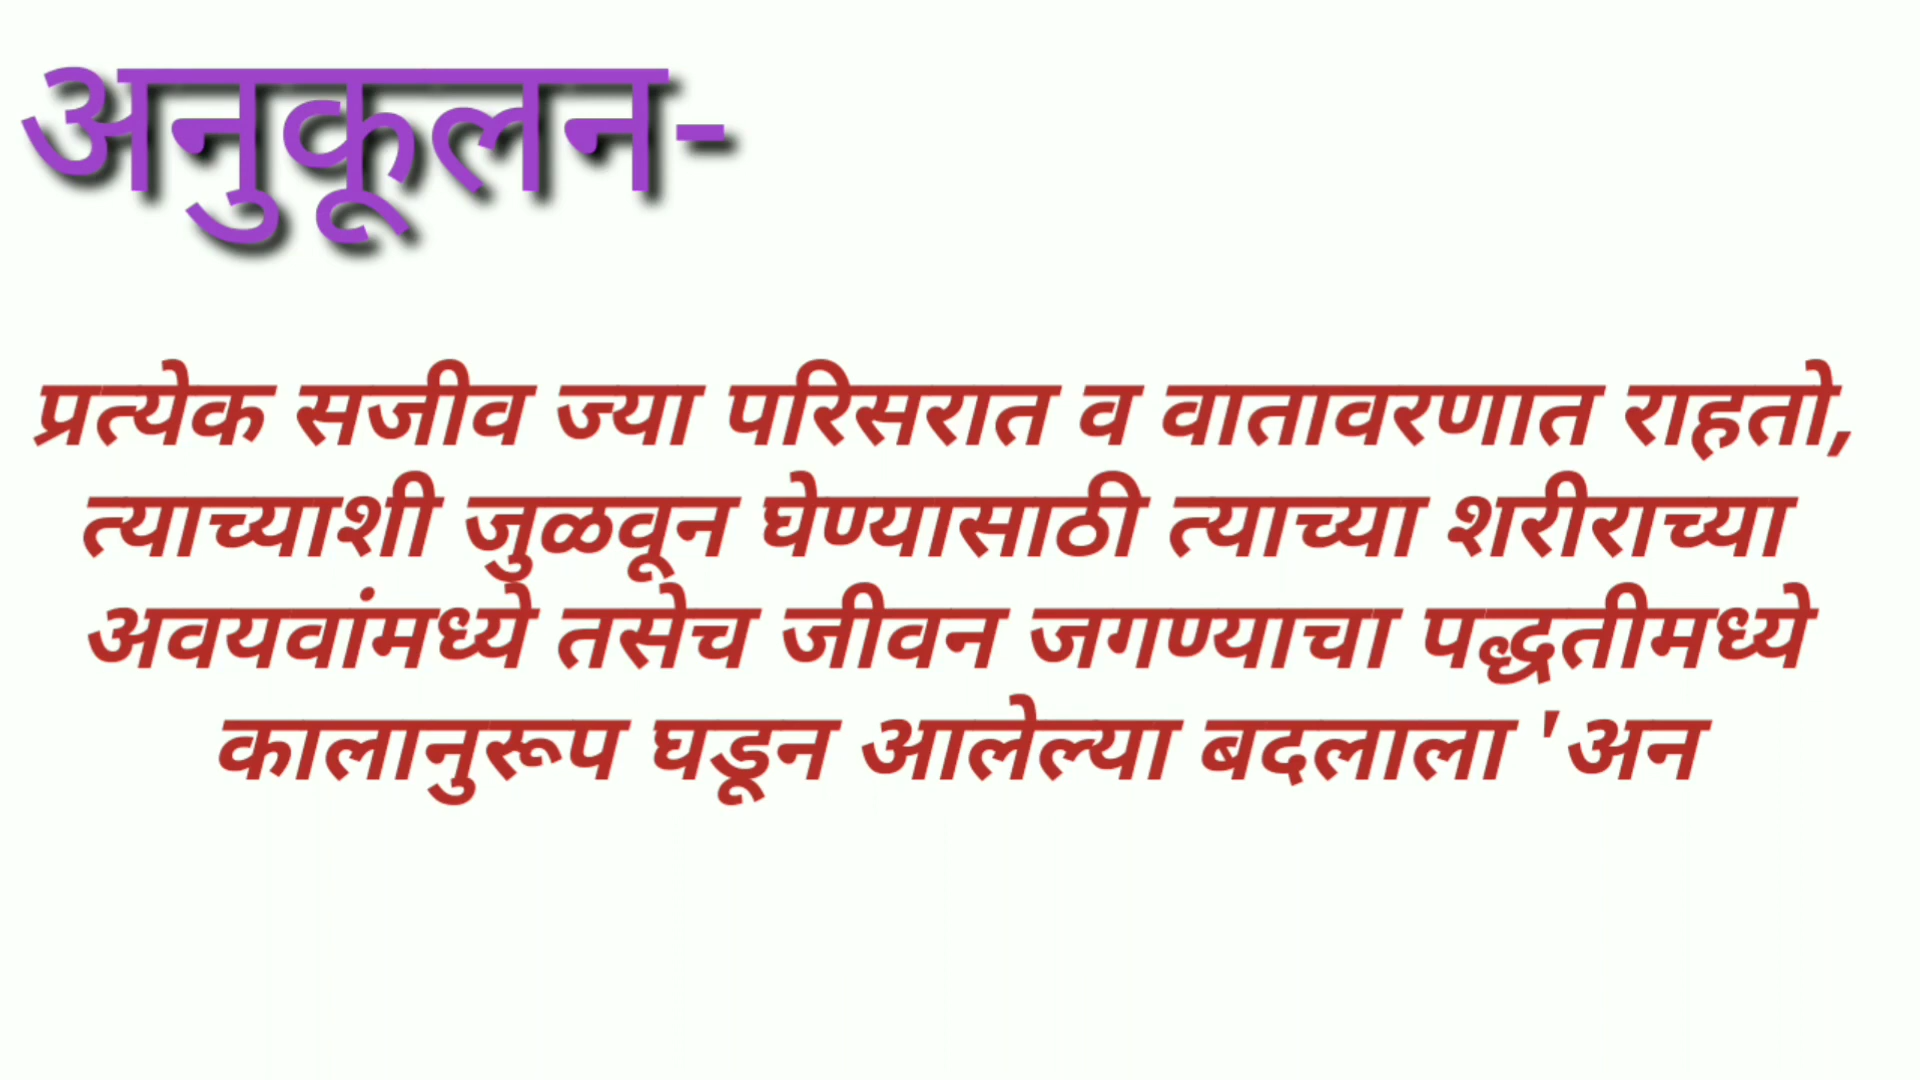 अनुकूलन-
प्रत्येक सजीव ज्या परिसरात व वातावरणात राहतो,
त्याच्याशी जुळवून घेण्यासाठी त्याच्या शरीराच्या
अवयवांमध्ये तसेच जीवन जगण्याचा पद्धतीमध्ये
कालानुरूप घडून आलेल्या बदलाला 'अन